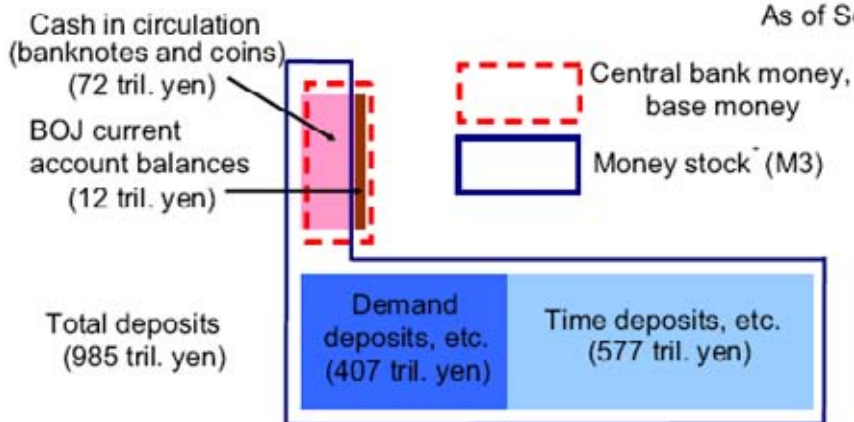 As of
Cash in circulation
(banknotes and coins)
(72 tril. yen)
BOJ current
account balances
(12 tril. yen)
Central bank money,
base money
Money stock (M3)
Total deposits
(985 tril. yen)
Demand
deposits, etc.
(407 tril. yen)
Time deposits, etc.
(577 tril. yen)